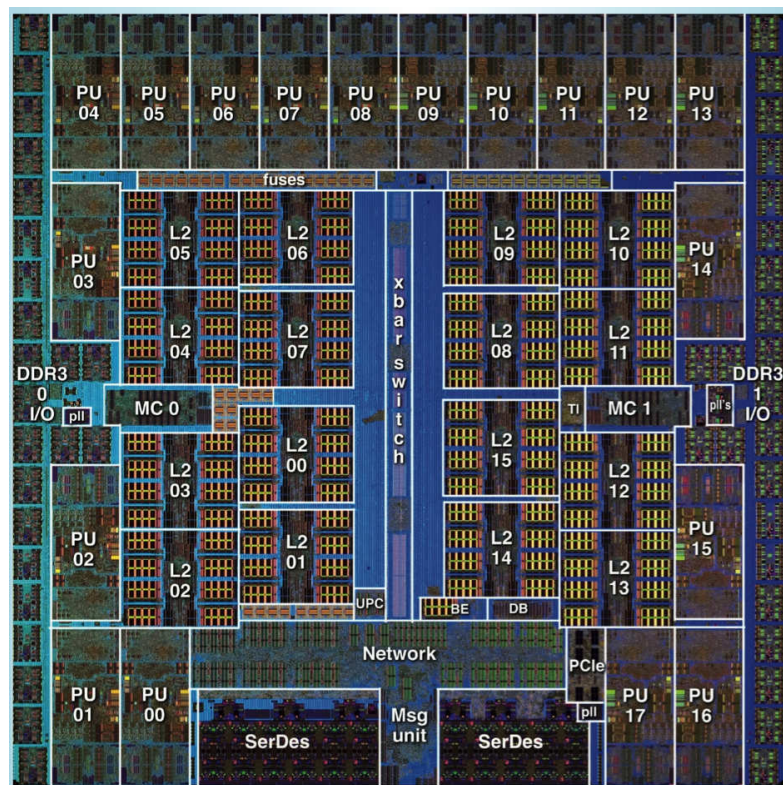 PU
04
PU
05
PU
06
PU
07
PU
08
PU
09
PU
10
PU
11
PU
12
PU
13
fuses
PU
03
L2
05
L2
06
xbar switch
L2
09
L2
10
PU
14
L2
04
L2
07
L2
08
L2
11
DDR3
0
I/O
pll
MC 0
TI
MC 1
pll's
DDR3
1
I/O
L2
03
L2
00
L2
15
L2
12
PU
02
L2
02
L2
01
L2
14
L2
13
PU
15
UPC
BE
DB
PU
01
PU
00
Network
PCIe
pll
PU
17
PU
16
Msg
unit
SerDes
SerDes